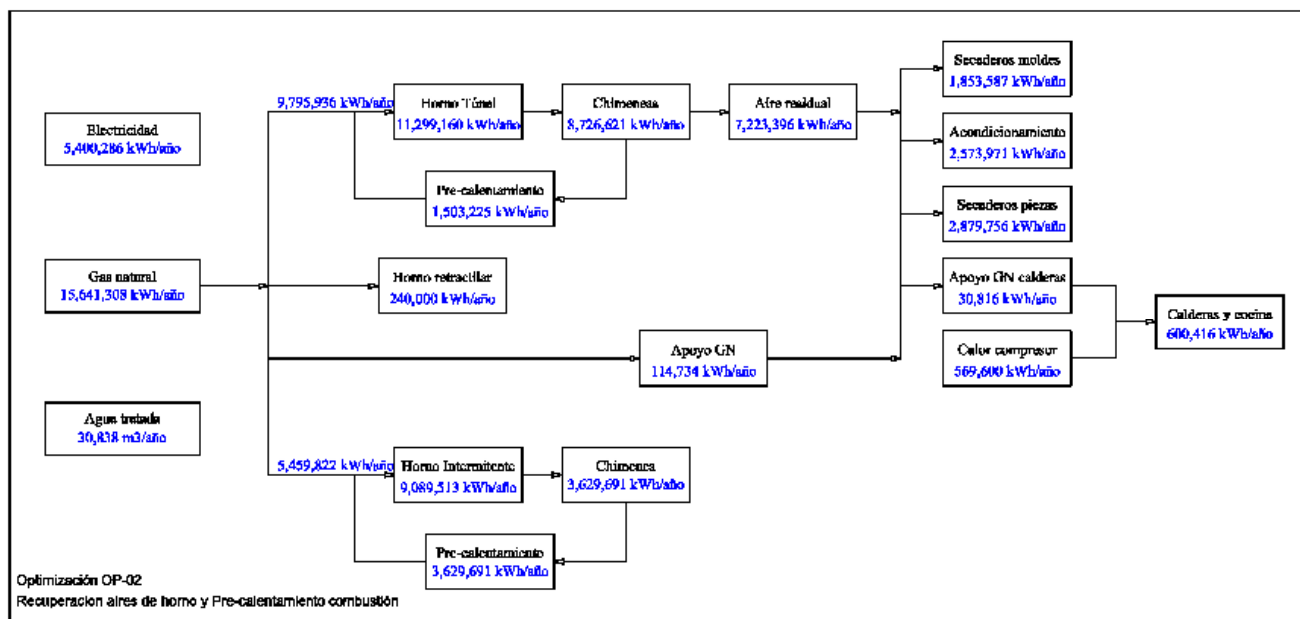 Electricidad
5,400,286 kWh/año
Gas natural
15,641,308 kWh/año
Agua tratada
30,838 m3/año
9,795,936 kWh/año
Horno Túnel
11,299,160 kWh/año
Chimeneas
8,726,621 kWh/año
Aire residual
7,223,396 kWh/año
Pre-calentamiento
1,503,225 kWh/año
Horno retractilar
240,000 kWh/año
Apoyo GN
114,734 kWh/año
5,459,822 kWh/año
Horno Intermitente
9,089,513 kWh/año
Chimenea
3,629,691 kWh/año
Pre-calentamiento
3,629,691 kWh/año
Secaderos moldes
1,853,587 kWh/año
Acondicionamiento
2,573,971 kWh/año
Secaderos piezas
2,879,756 kWh/año
Apoyo GN calderas
30,816 kWh/año
Calor compresor
569,600 kWh/año
Calderas y cocina
600,416 kWh/año
Optimización OP-02
Recuperacion aires de horno y Pre-calentamiento combustión